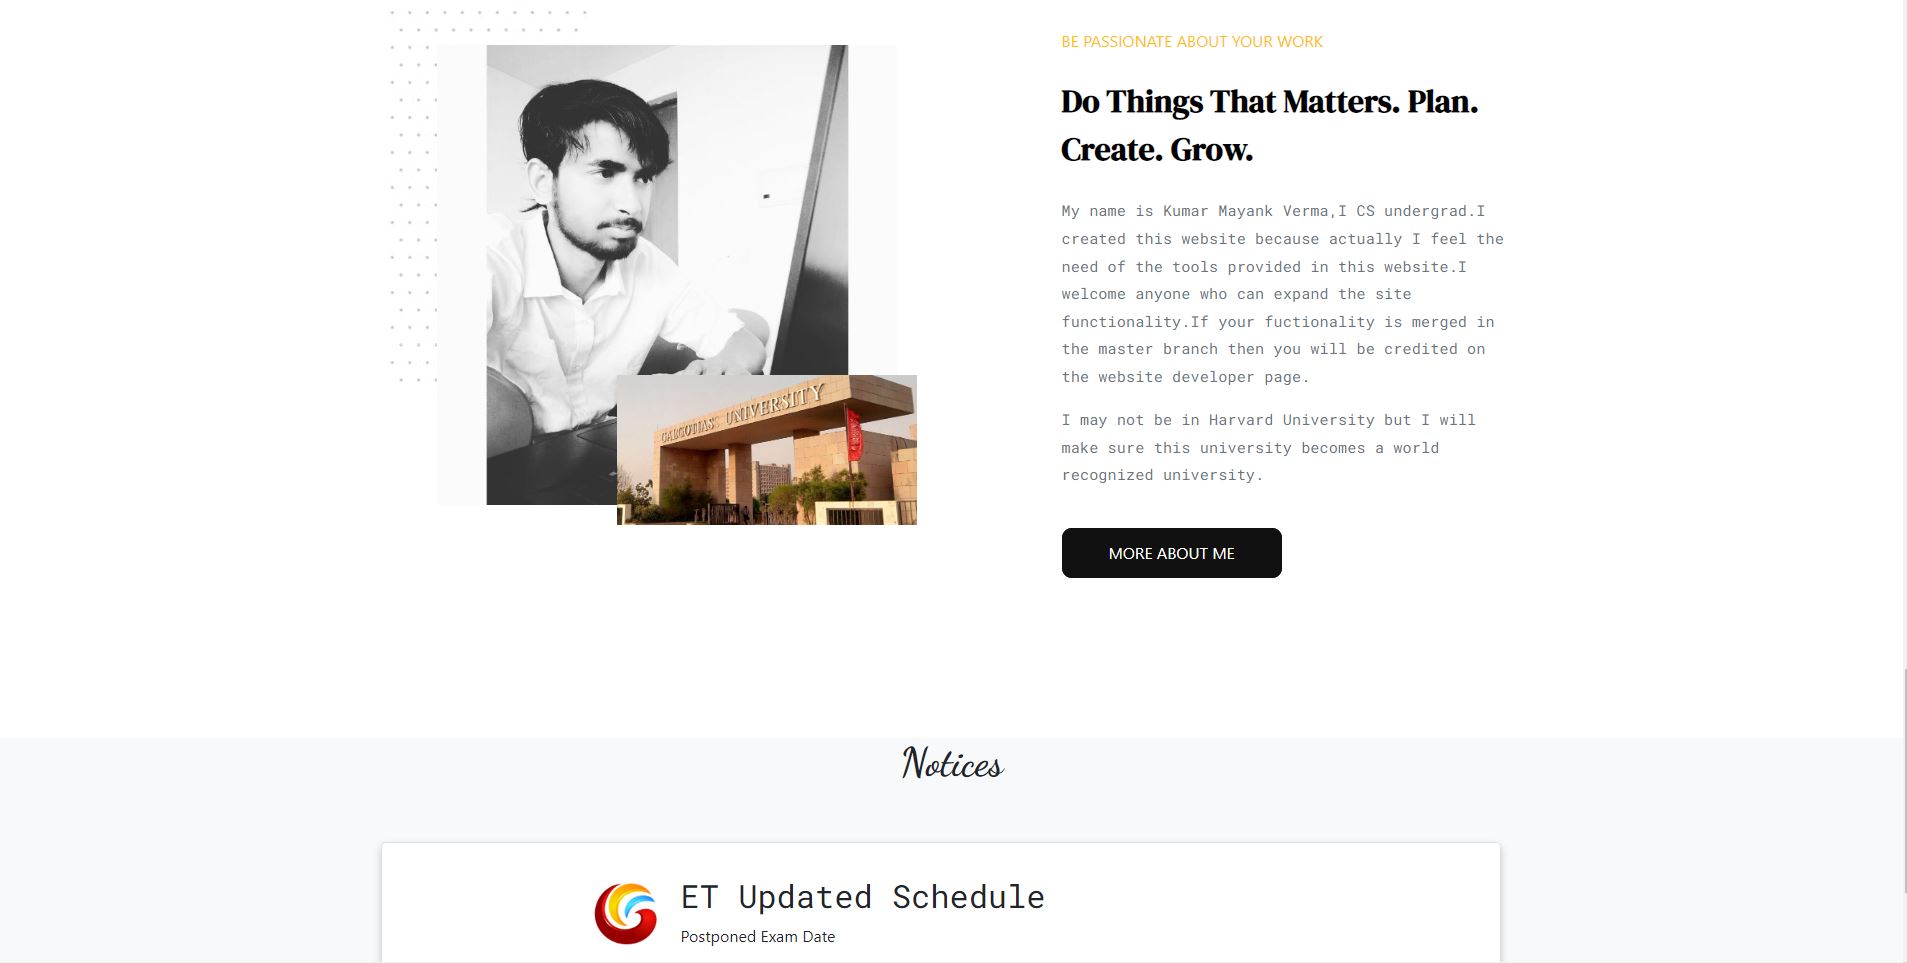 BE PASSIONATE ABOUT YOUR WORK
Do Things That Matters. Plan.
Create. Grow.
My name is Kumar Mayank Verma,I CS undergrad.I
created this website because actually I feel the
need of the tools provided in this website.I
welcome anyone who can expand the site
functionality.If your fuctionality is merged in
the master branch then you will be credited on
the website developer page.
I may not be in Harvard University but I will
make sure this university becomes a world
recognized university.
MORE ABOUT ME
GALGOTIAS UNIVERSITY
Notices
ET Updated Schedule
Postponed Exam Date